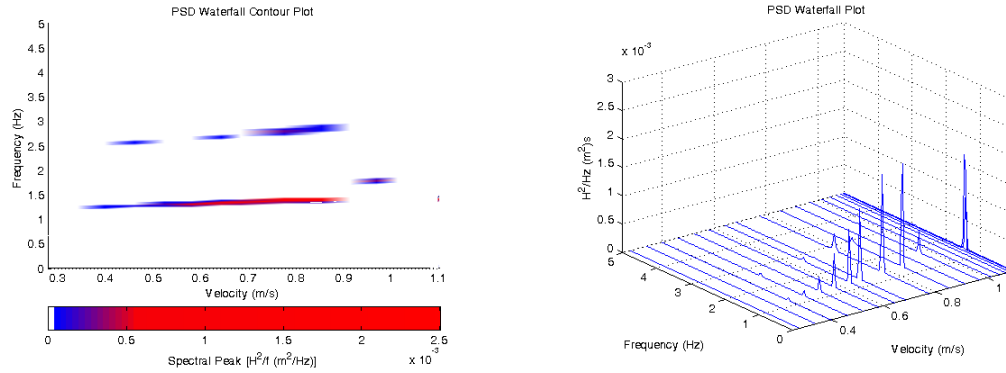 PSD Waterfall Contour Plot
5
4.5
4
3.5
3
2.5
2
1.5
1
0.5
0
Frequency (Hz)
0.3 0.4 0.5 0.6 0.7 0.8 0.9 1 1.1
Velocity (m/s)
0 0.5 1 1.5 2 2.5
x 10⁻³
Spectral Peak [H²/f (m²/Hz)]
PSD Waterfall Plot
x 10⁻³
3
2.5
2
1.5
1
0.5
0
H²/Hz (m²)s
5 4 3 2 1 0
Frequency (Hz)
0.4 0.6 0.8 1
Velocity (m/s)